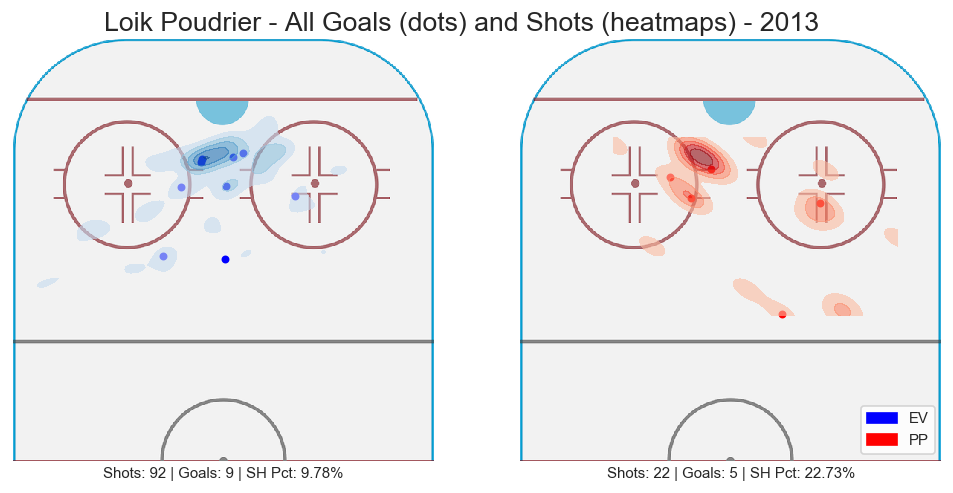 Loik Poudrier - All Goals (dots) and Shots (heatmaps) - 2013
EV
PP
Shots: 92 | Goals: 9 | SH Pct: 9.78%
Shots: 22 | Goals: 5 | SH Pct: 22.73%